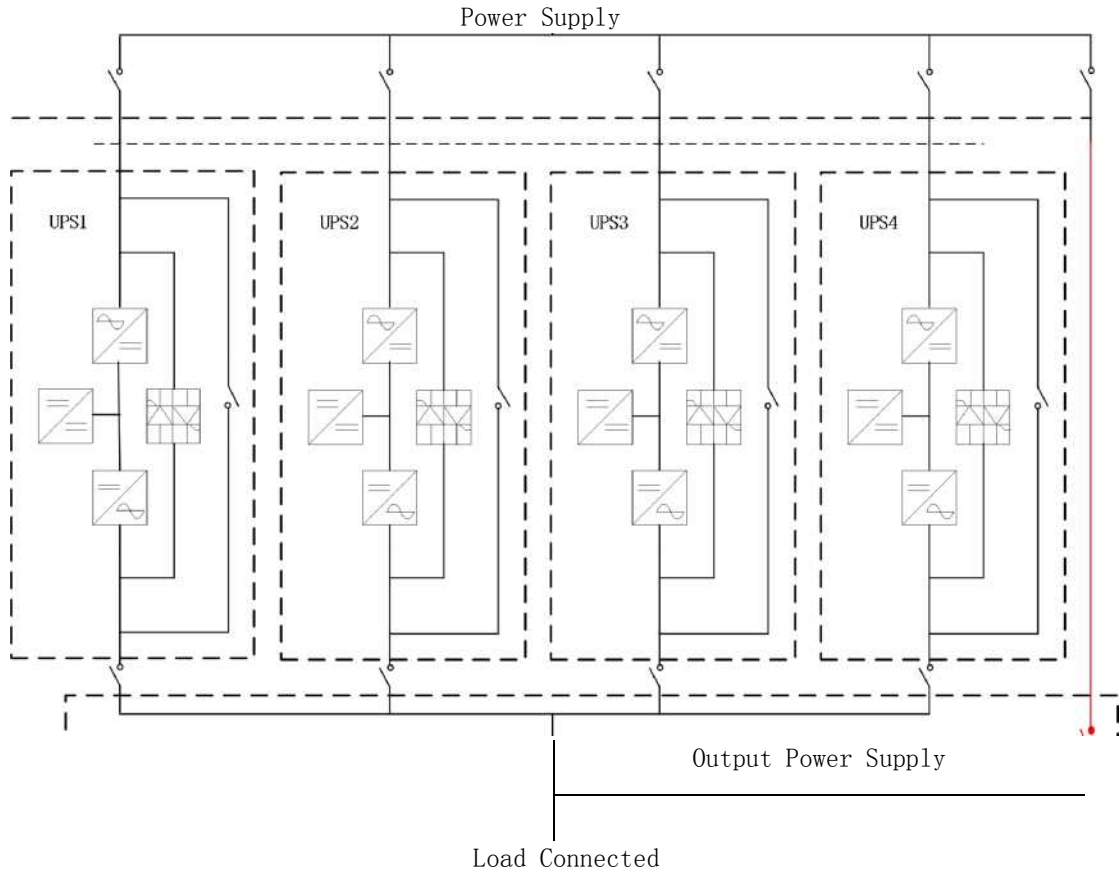 Power Supply
UPS1
UPS2
UPS3
UPS4
Output Power Supply
Load Connected